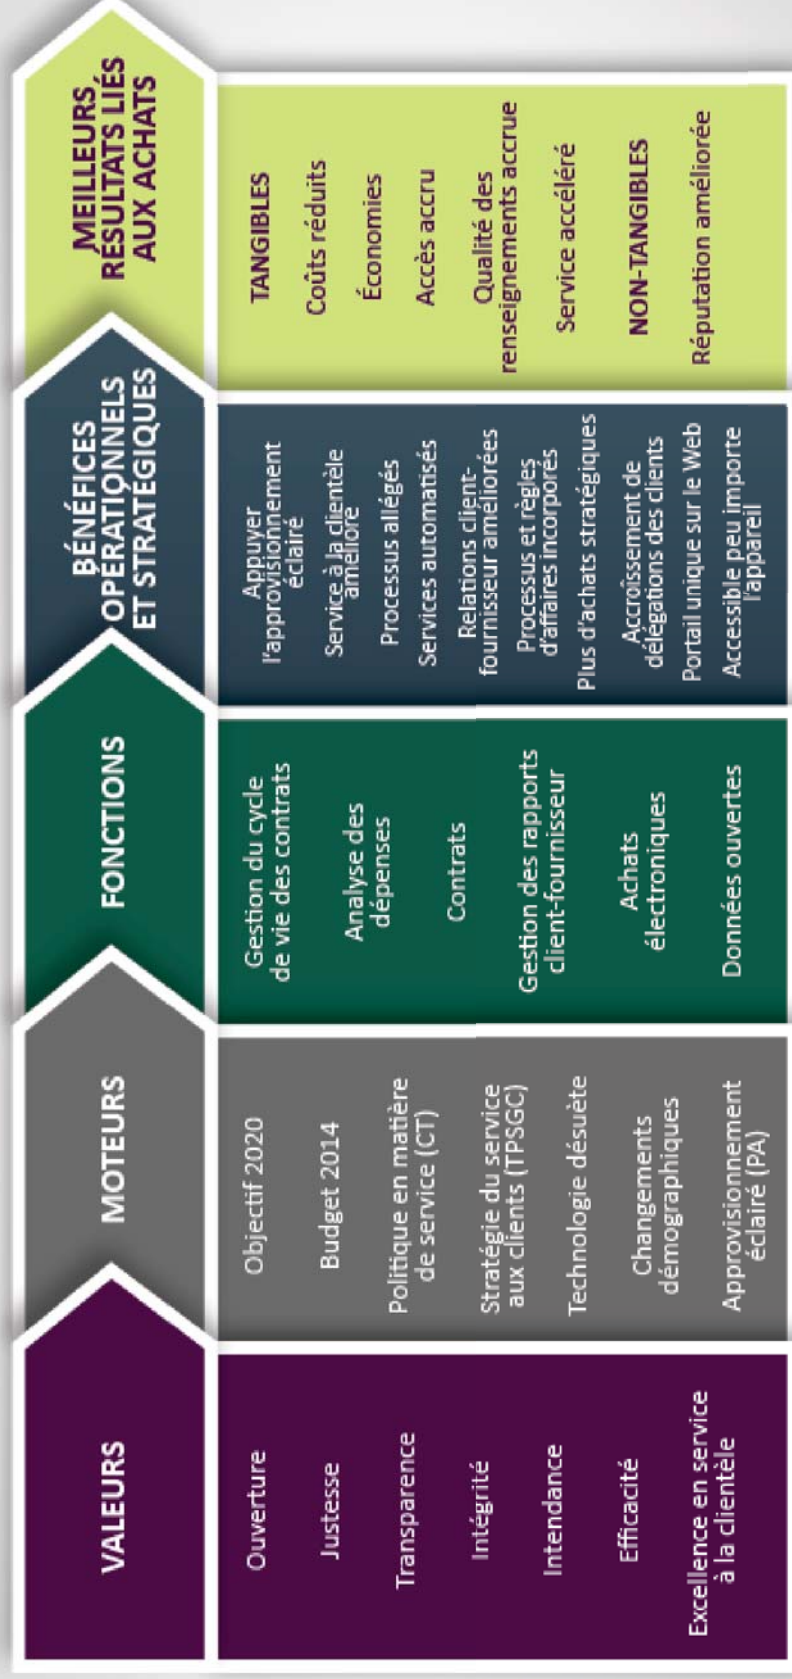 VALEURS
Ouverture
Justesse
Transparence
Intégrité
Intendance
Efficacité
Excellence en service
à la clientèle
MOTEURS
Objectif 2020
Budget 2014
Politique en matière
de service (CT)
Stratégie du service
aux clients (TPSGC)
Technologie désuète
Changements
démographiques
Approvisionnement
éclairé (PA)
FONCTIONS
Gestion du cycle
de vie des contrats
Analyse des
dépenses
Contrats
Gestion des rapports
client-fournisseur
Achats
électroniques
Données ouvertes
BÉNÉFICES
OPÉRATIONNELS
ET STRATÉGIQUES
Appuyer
l'approvisionnement
éclairé
Service à la clientèle
amélioré
Processus allégés
Services automatisés
Relations client-
fournisseur améliorées
Processus et règles
d'affaires incorporés
Plus d'achats stratégiques
Accroissement de
délégations des clients
Portail unique sur le Web
Accessible peu importe
l'appareil
MEILLEURS
RÉSULTATS LIÉS
AUX ACHATS
TANGIBLES
Coûts réduits
Économies
Accès accru
Qualité des
renseignements accrue
Service accéléré
NON-TANGIBLES
Réputation améliorée